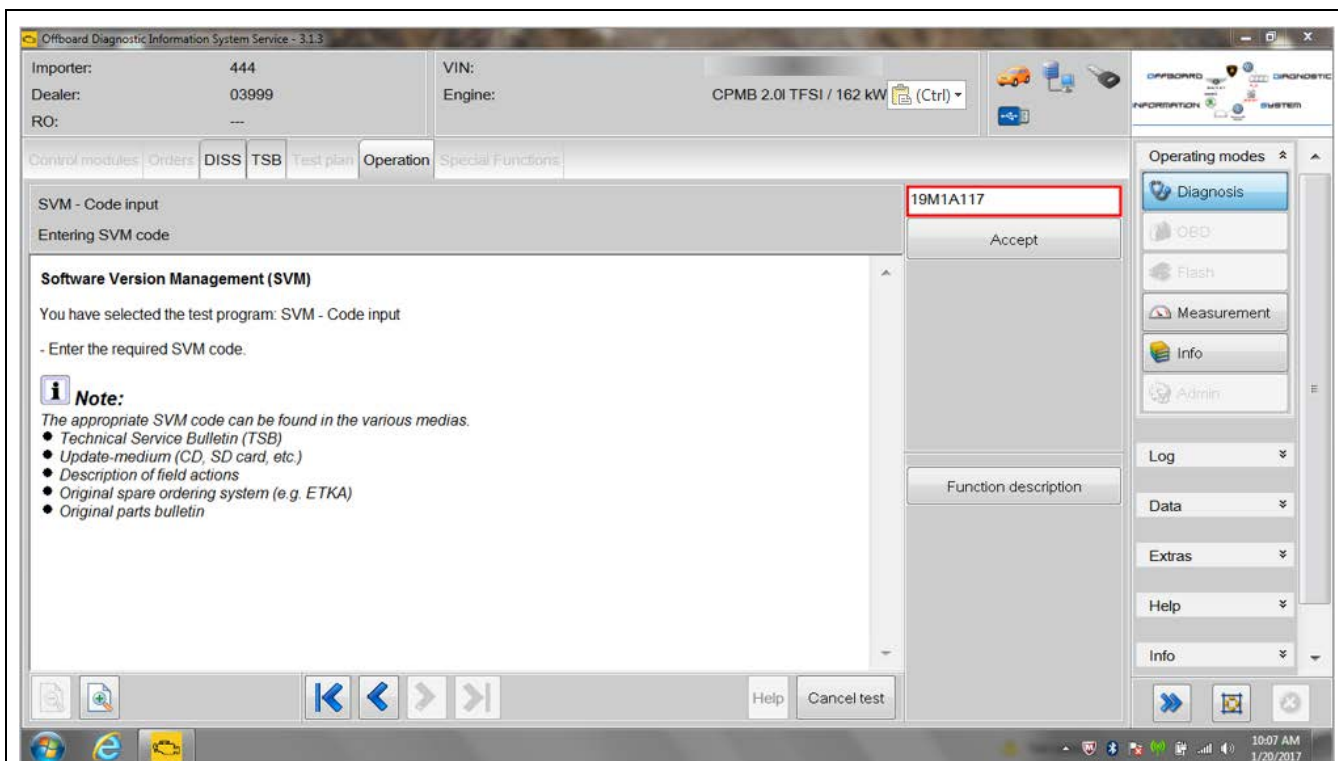 Offboard Diagnostic Information System Service - 3.1.3
Importer: 444 VIN:
Dealer: 03999 Engine: CPMB 2.0l TFSI / 162 kW (Ctrl)
RO: ---
OFFBOARD DIAGNOSTIC
INFORMATION SYSTEM
Control modules Orders DISS TSB Test plan Operation Special Functions
Operating modes
SVM - Code input
19M1A117
Diagnosis
Entering SVM code
Accept
OBD
Software Version Management (SVM)
Flash
You have selected the test program: SVM - Code input
Measurement
- Enter the required SVM code.
Info
i Note:
Admin
The appropriate SVM code can be found in the various medias.
• Technical Service Bulletin (TSB)
• Update-medium (CD, SD card, etc.)
Log
• Description of field actions
• Original spare ordering system (e.g. ETKA)
Function description
• Original parts bulletin
Data
Extras
Help
Info
Help Cancel test
10:07 AM
1/20/2017